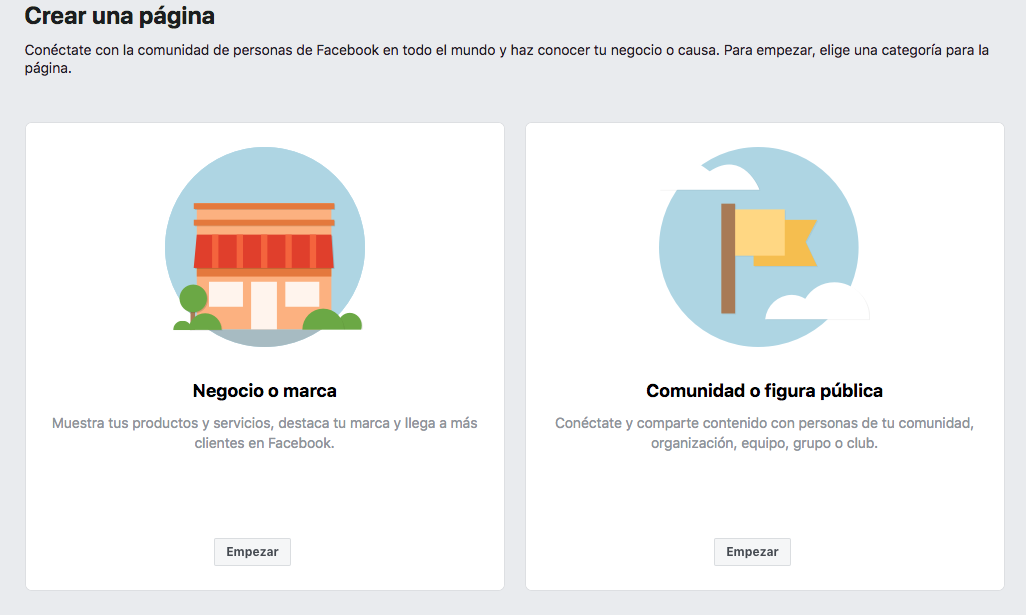 Crear una página
Conéctate con la comunidad de personas de Facebook en todo el mundo y haz conocer tu negocio o causa. Para empezar, elige una categoría para la
página.
Negocio o marca
Muestra tus productos y servicios, destaca tu marca y llega a más
clientes en Facebook.
Empezar
Comunidad o figura pública
Conéctate y comparte contenido con personas de tu comunidad,
organización, equipo, grupo o club.
Empezar